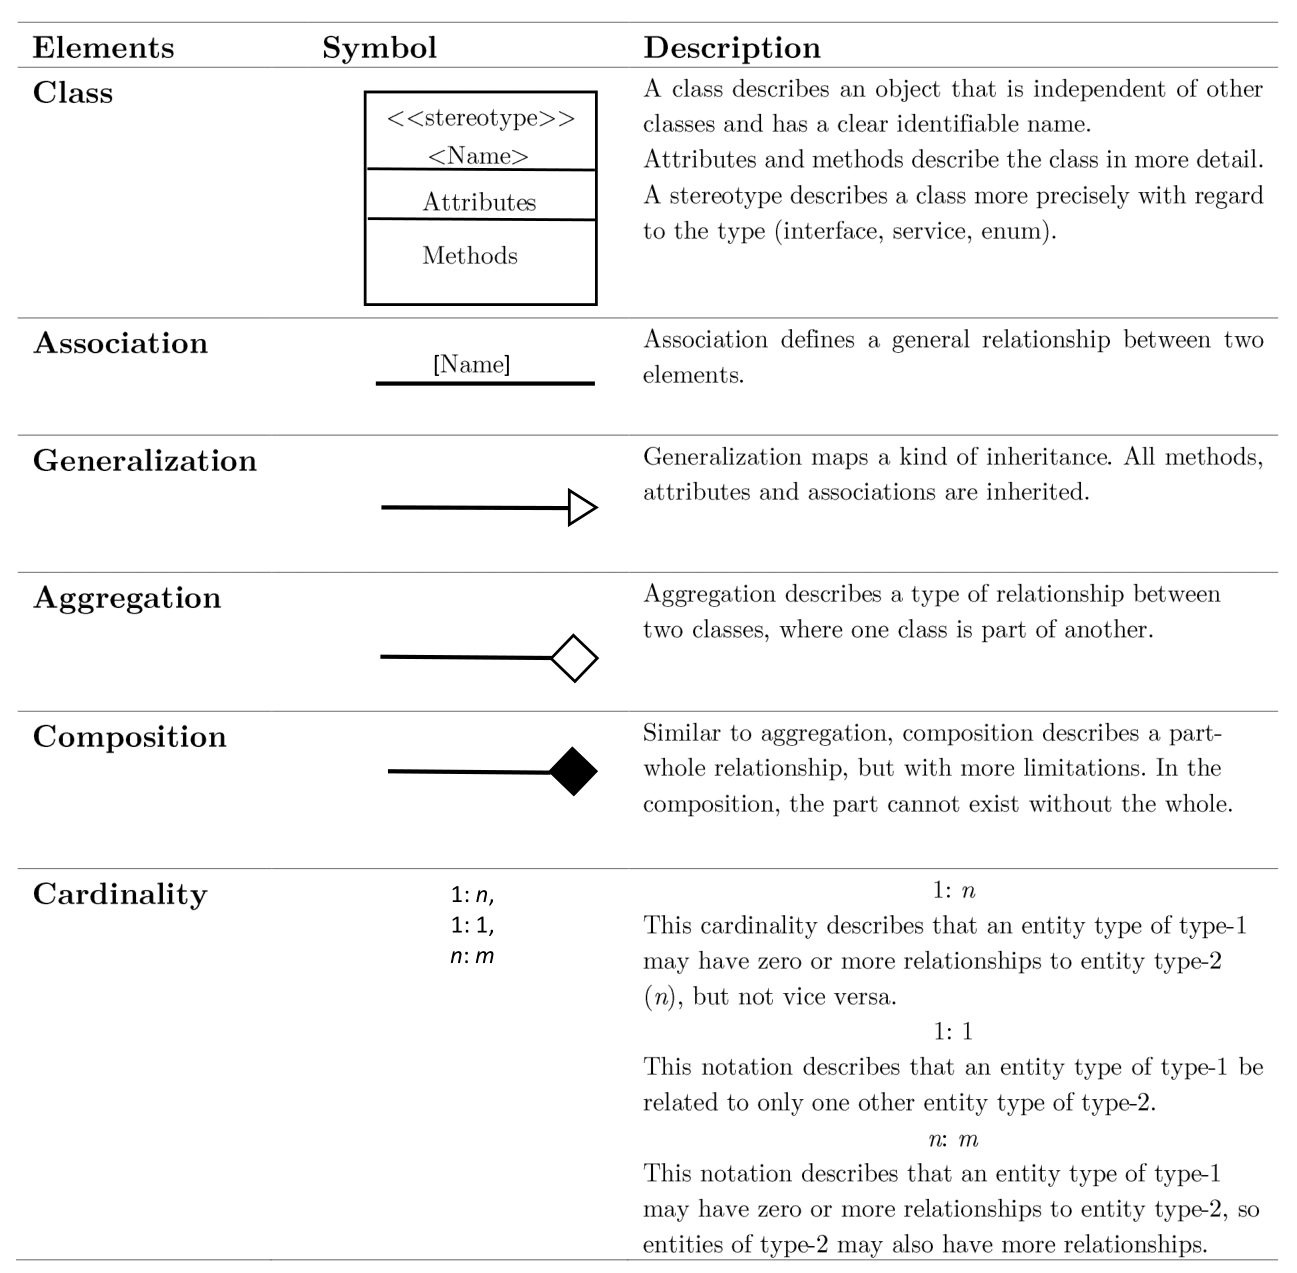 Elements Symbol Description
Class
<<stereotype>>
<Name>
Attributes
Methods
A class describes an object that is independent of other
classes and has a clear identifiable name.
Attributes and methods describe the class in more detail.
A stereotype describes a class more precisely with regard
to the type (interface, service, enum).
Association
[Name]
Association defines a general relationship between two
elements.
Generalization
Generalization maps a kind of inheritance. All methods,
attributes and associations are inherited.
Aggregation
Aggregation describes a type of relationship between
two classes, where one class is part of another.
Composition
Similar to aggregation, composition describes a part-
whole relationship, but with more limitations. In the
composition, the part cannot exist without the whole.
Cardinality
1: n,
1: 1,
n: m
1: n
This cardinality describes that an entity type of type-1
may have zero or more relationships to entity type-2
(n), but not vice versa.
1: 1
This notation describes that an entity type of type-1 be
related to only one other entity type of type-2.
n: m
This notation describes that an entity type of type-1
may have zero or more relationships to entity type-2, so
entities of type-2 may also have more relationships.